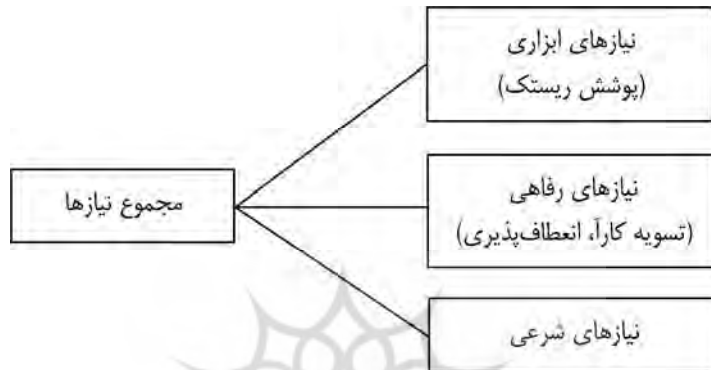 نیازهای ابزاری
(پوشش ریستک)
مجموع نیازها
نیازهای رفاهی
(تسویه کارآ، انعطاف‌پذیری)
نیازهای شرعی